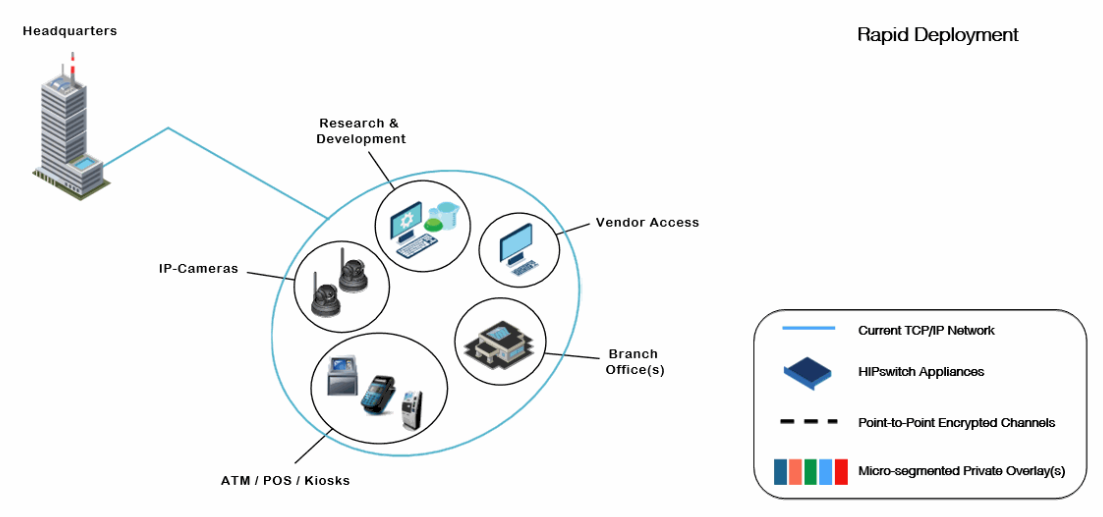 Headquarters
Rapid Deployment
Research &
Development
Vendor Access
IP-Cameras
Branch
Office(s)
ATM / POS / Kiosks
Current TCP/IP Network
HIPswitch Appliances
Point-to-Point Encrypted Channels
Micro-segmented Private Overlay(s)